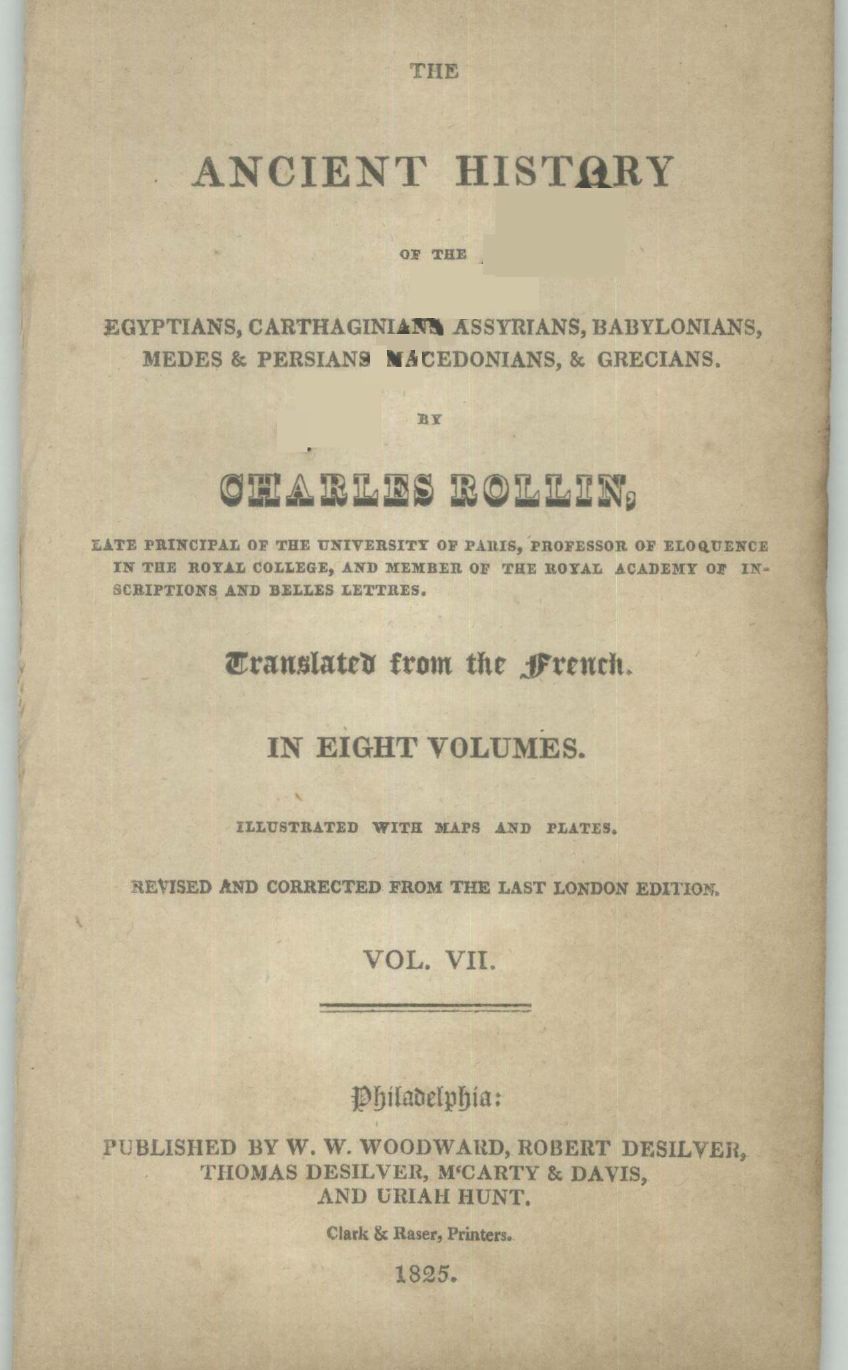 THE
ANCIENT HISTORY
OF THE
EGYPTIANS, CARTHAGINIANS ASSYRIANS, BABYLONIANS,
MEDES & PERSIANS MACEDONIANS, & GRECIANS.
BY
CHARLES ROLLIN,
LATE PRINCIPAL OF THE UNIVERSITY OF PARIS, PROFESSOR OF ELOQUENCE
IN THE ROYAL COLLEGE, AND MEMBER OF THE ROYAL ACADEMY OF IN-
SCRIPTIONS AND BELLES LETTRES.
Translated from the French.
IN EIGHT VOLUMES.
ILLUSTRATED WITH MAPS AND PLATES.
REVISED AND CORRECTED FROM THE LAST LONDON EDITION.
VOL. VII.
Philadelphia:
PUBLISHED BY W. W. WOODWARD, ROBERT DESILVER,
THOMAS DESILVER, M‘CARTY & DAVIS,
AND URIAH HUNT.
Clark & Raser, Printers.
1825.